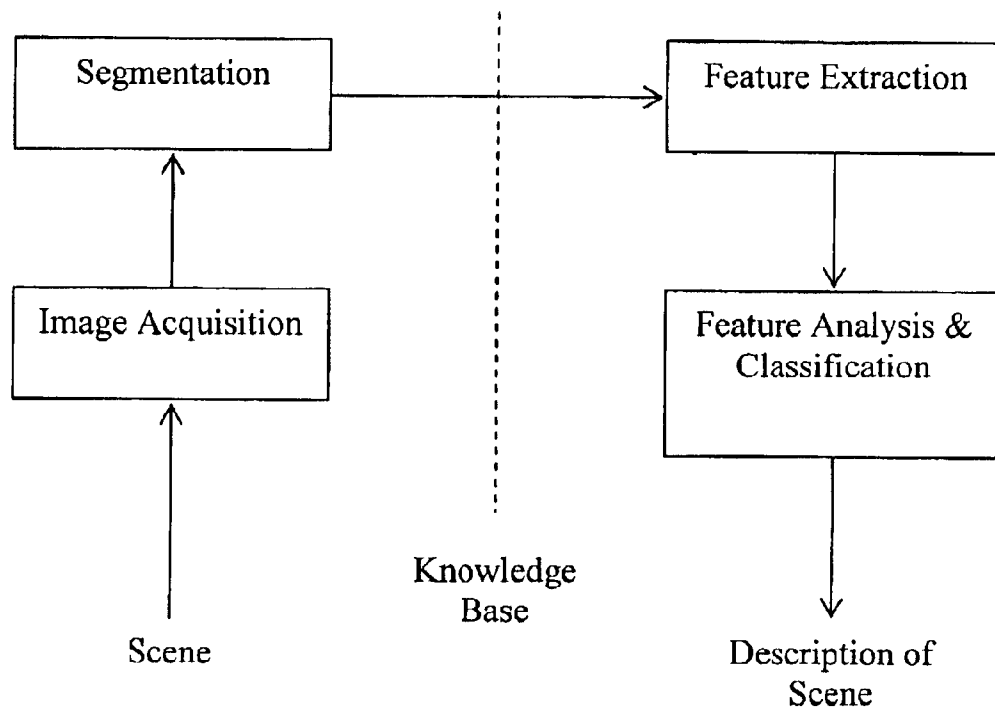 Segmentation
Feature Extraction
Image Acquisition
Feature Analysis &
Classification
Knowledge
Base
Scene
Description of
Scene